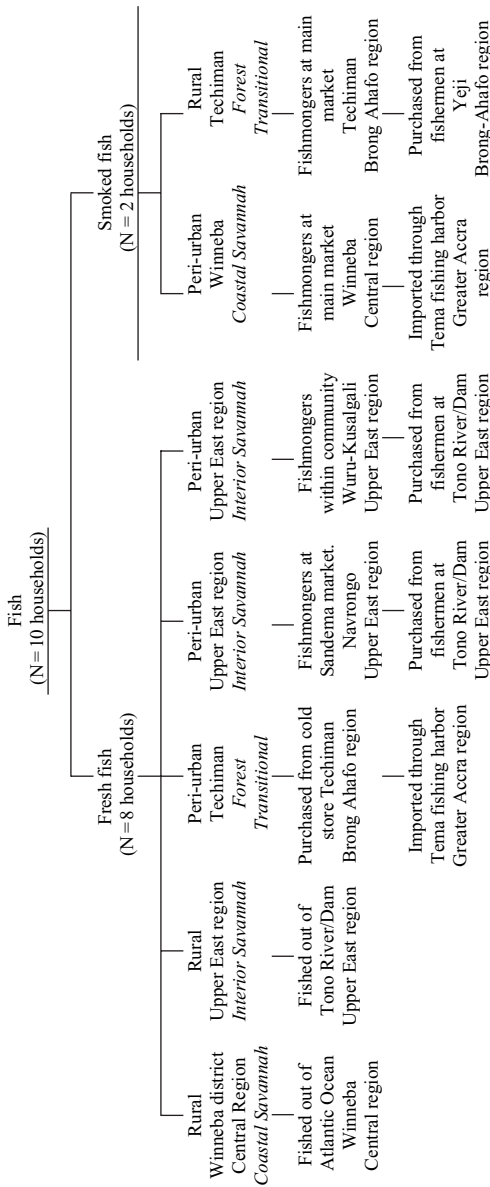 Fish
(N = 10 households)
Fresh fish
(N = 8 households)
Smoked fish
(N = 2 households)
Rural
Winneba district
Central Region
Coastal Savannah
Fished out of
Atlantic Ocean
Winneba
Central region
Rural
Upper East region
Interior Savannah
Fished out of
Tono River/Dam
Upper East region
Peri-urban
Techiman
Forest
Transitional
Purchased from cold
store Techiman
Brong Ahafo region
Imported through
Tema fishing harbor
Greater Accra region
Peri-urban
Upper East region
Interior Savannah
Fishmongers at
Sandema market.
Navrongo
Upper East region
Purchased from
fishermen at
Tono River/Dam
Upper East region
Peri-urban
Upper East region
Interior Savannah
Fishmongers
within community
Wuru-Kusalgali
Upper East region
Purchased from
fishermen at
Tono River/Dam
Upper East region
Peri-urban
Winneba
Coastal Savannah
Fishmongers at
main market
Winneba
Central region
Imported through
Tema fishing harbor
Greater Accra
region
Rural
Techiman
Forest
Transitional
Fishmongers at main
market
Techiman
Brong Ahafo region
Purchased from
fishermen at
Yeji
Brong-Ahafo region